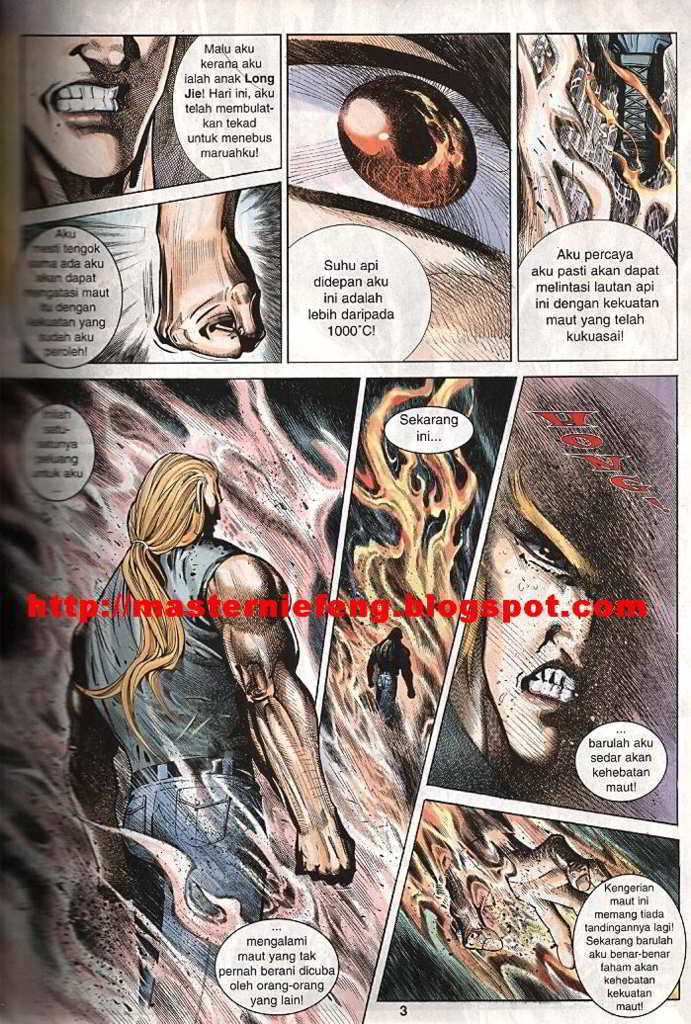 Malu aku
kerana aku
ialah anak Long
Jie! Hari ini, aku
telah membulat-
kan tekad
untuk menebus
maruahku!
Aku
mesti tengok
sama ada aku
akan dapat
mengatasi maut
itu dengan
kekuatan yang
sudah aku
peroleh!
Suhu api
didepan aku
ini adalah
lebih daripada
1000°C!
Aku percaya
aku pasti akan dapat
melintasi lautan api
ini dengan kekuatan
maut yang telah
kukuasai!
Inilah
satu-
satunya
peluang
untuk aku
...
mengalami
maut yang tak
pernah berani dicuba
oleh orang-orang
yang lain!
Sekarang
ini...
HONG!
...
barulah aku
sedar akan
kehebatan
maut!
Kengerian
maut ini
memang tiada
tandingannya lagi!
Sekarang barulah
aku benar-benar
faham akan
kehebatan
kekuatan
maut!
http://masterniefeng.blogspot.com
3